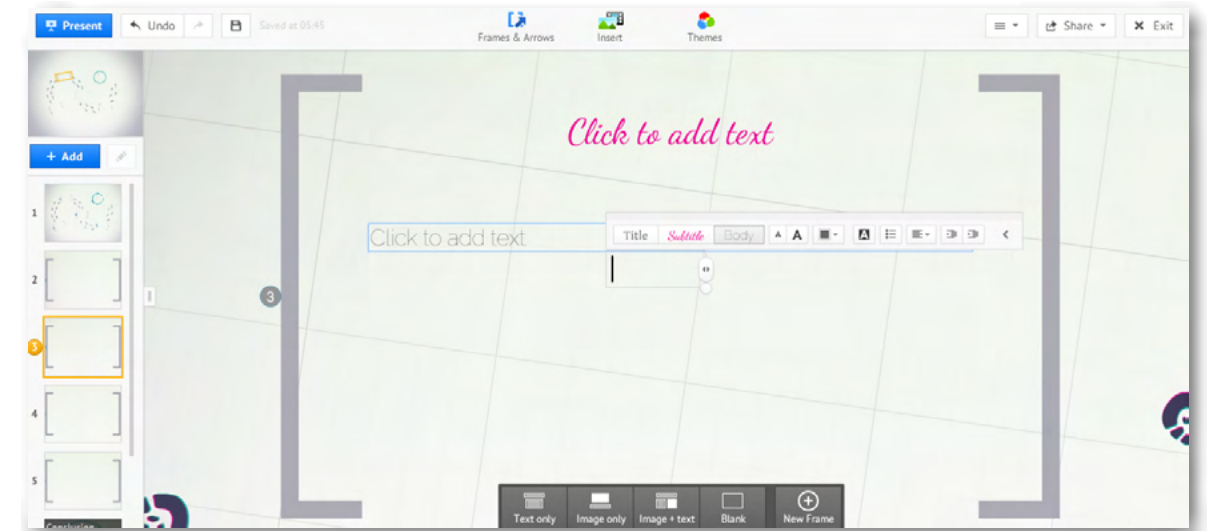 Present Undo Saved at 05:45 Frames & Arrows Insert Themes Share Exit
Click to add text
+ Add
1
Click to add text Title Subtitle Body A A A
2
3
3
4
5
Text only Image only Image + text Blank New Frame
Conclusion